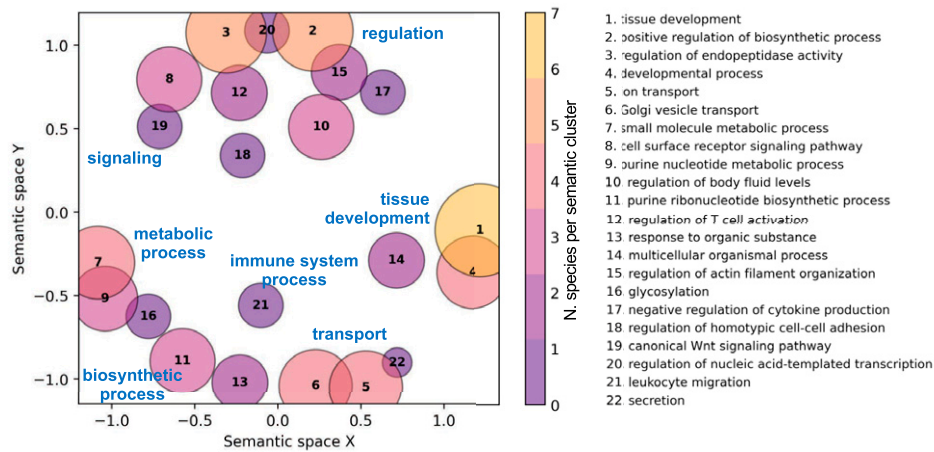 1.0
0.5
0.0
−0.5
−1.0
Semantic space Y
−1.0 −0.5 0.0 0.5 1.0
Semantic space X
3 20 2
regulation
8 12 15 17
19 10
signaling
18
tissue
development
1
metabolic
process
immune system
process
7 14 4
9
16 21
transport
11 22
biosynthetic
process
13 6 5
7
6
5
4
3
2
1
0
N. species per semantic cluster
1. tissue development
2. positive regulation of biosynthetic process
3. regulation of endopeptidase activity
4. developmental process
5. ion transport
6. Golgi vesicle transport
7. small molecule metabolic process
8. cell surface receptor signaling pathway
9. purine nucleotide metabolic process
10. regulation of body fluid levels
11. purine ribonucleotide biosynthetic process
12. regulation of T cell activation
13. response to organic substance
14. multicellular organismal process
15. regulation of actin filament organization
16. glycosylation
17. negative regulation of cytokine production
18. regulation of homotypic cell-cell adhesion
19. canonical Wnt signaling pathway
20. regulation of nucleic acid-templated transcription
21. leukocyte migration
22. secretion